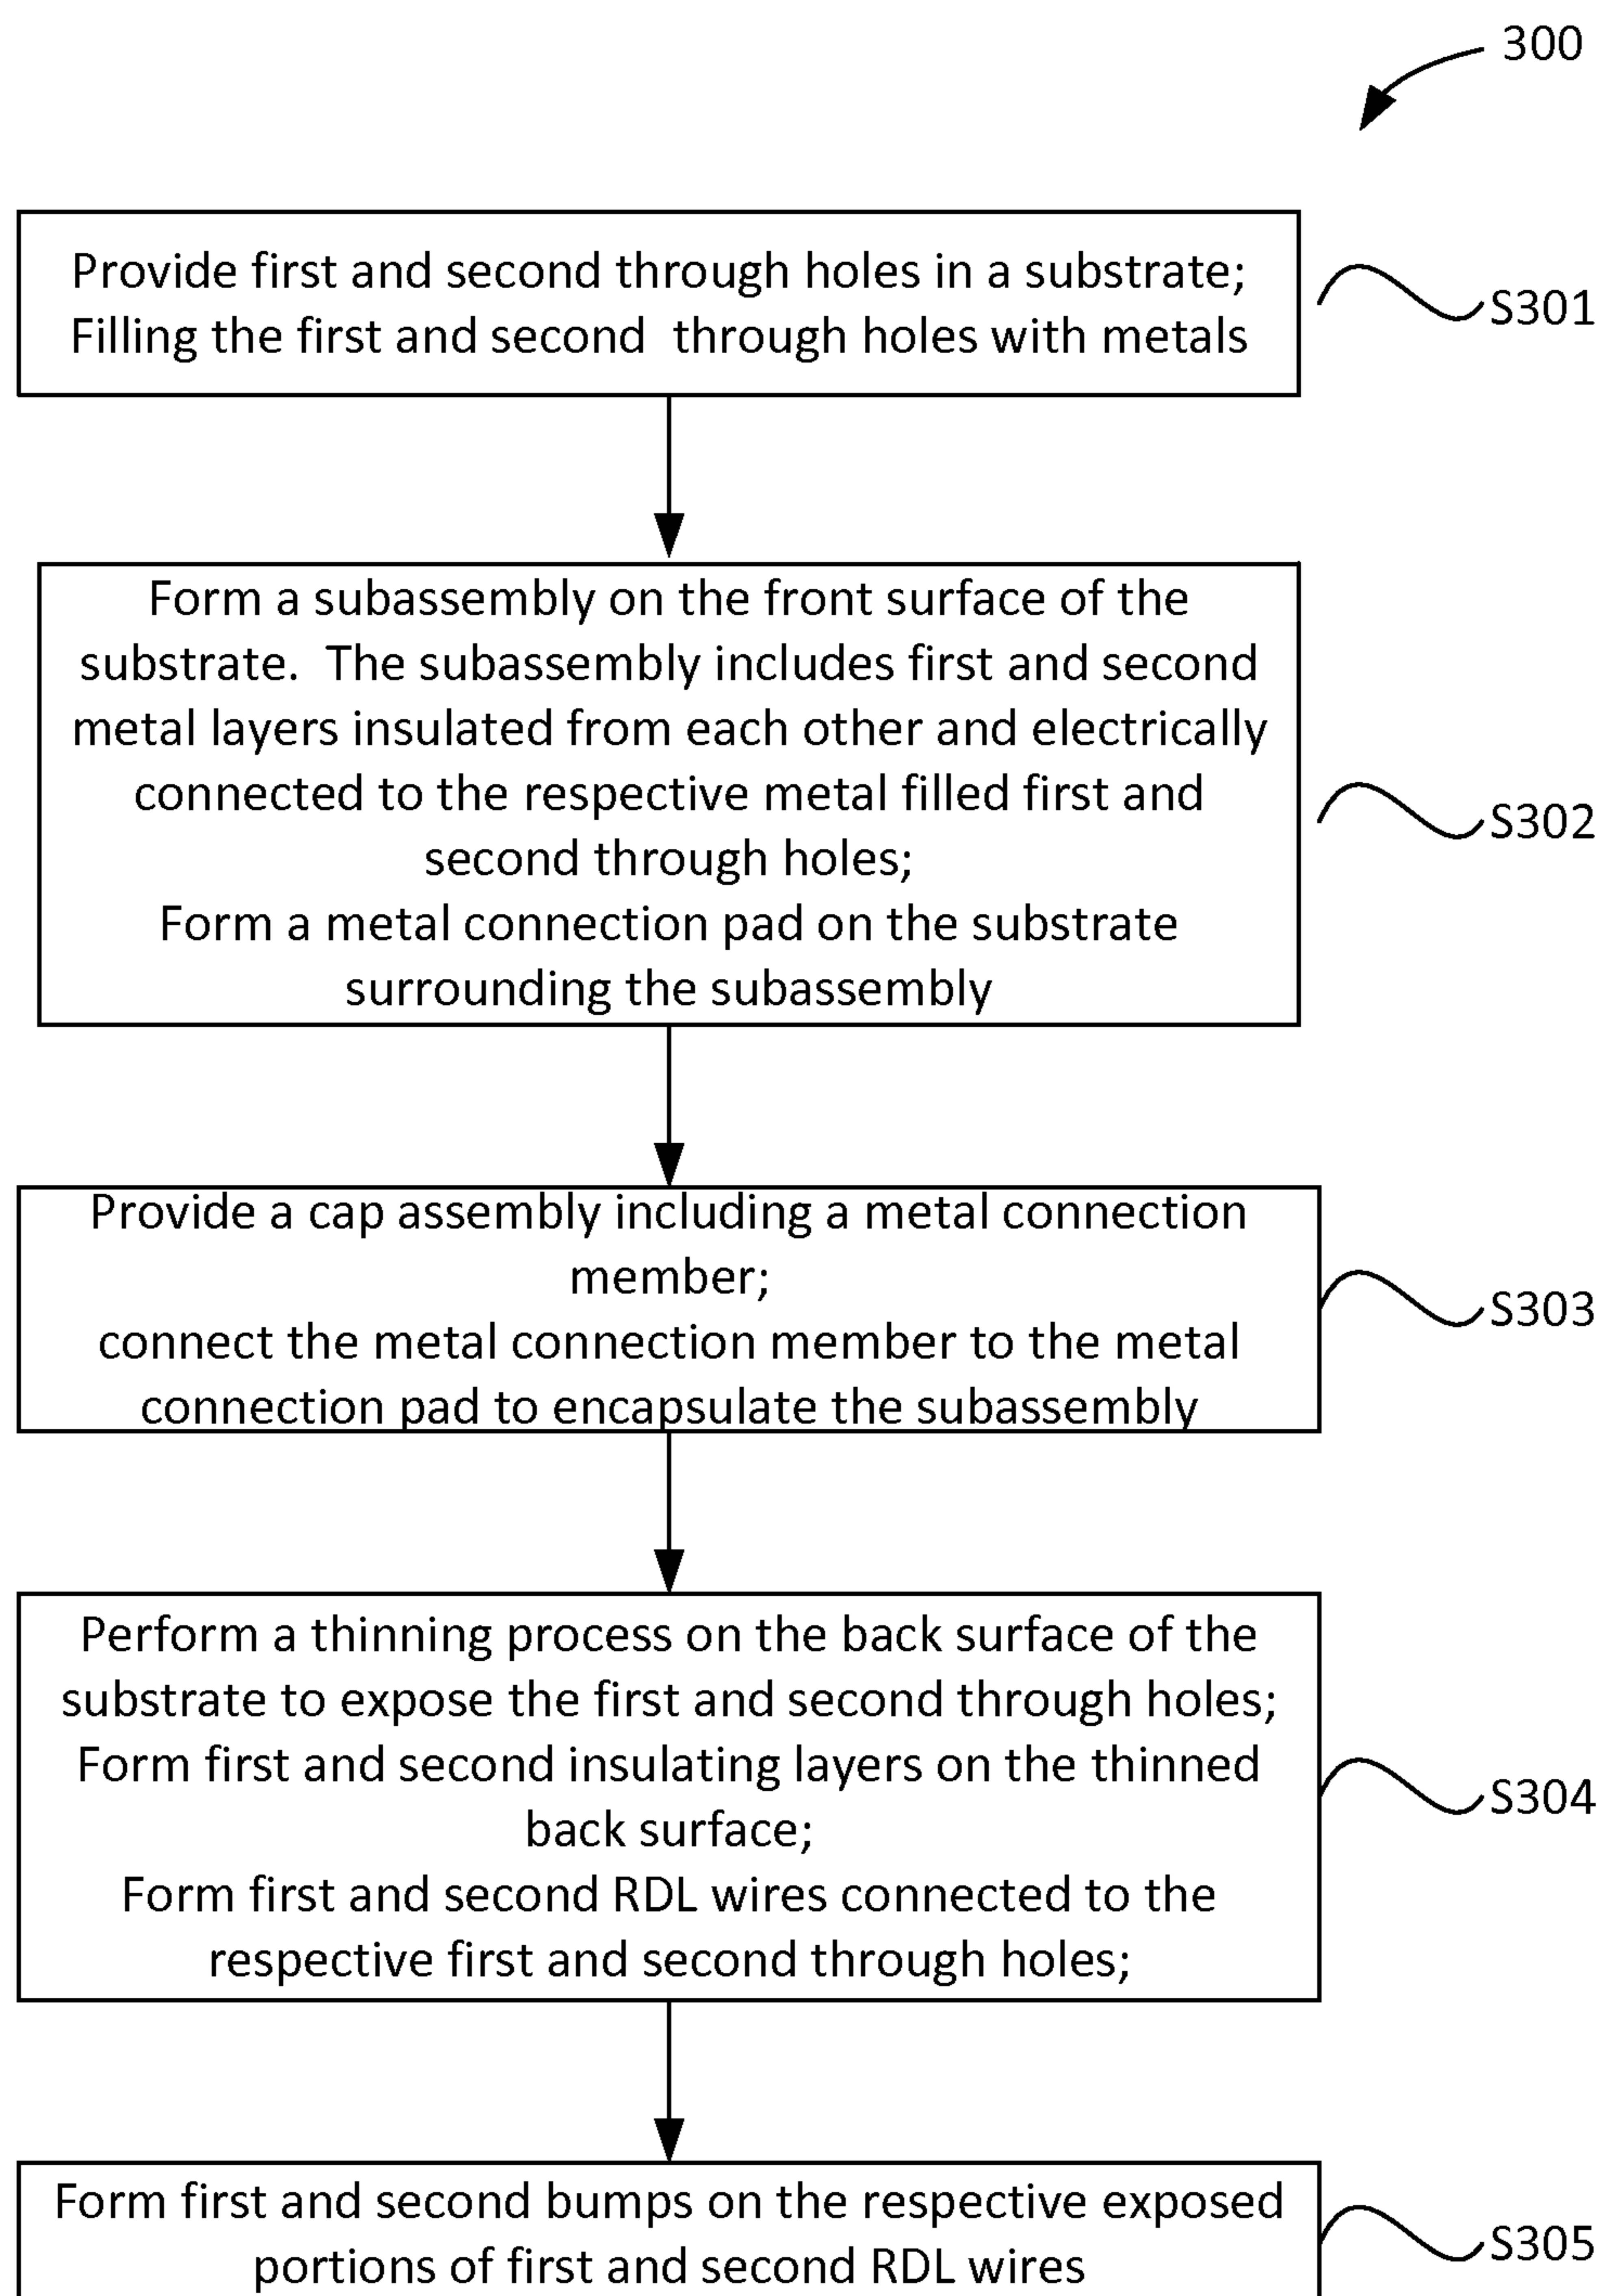 300
Provide first and second through holes in a substrate;
Filling the first and second through holes with metals
S301
Form a subassembly on the front surface of the
substrate. The subassembly includes first and second
metal layers insulated from each other and electrically
connected to the respective metal filled first and
second through holes;
Form a metal connection pad on the substrate
surrounding the subassembly
S302
Provide a cap assembly including a metal connection
member;
connect the metal connection member to the metal
connection pad to encapsulate the subassembly
S303
Perform a thinning process on the back surface of the
substrate to expose the first and second through holes;
Form first and second insulating layers on the thinned
back surface;
Form first and second RDL wires connected to the
respective first and second through holes;
S304
Form first and second bumps on the respective exposed
portions of first and second RDL wires
S305